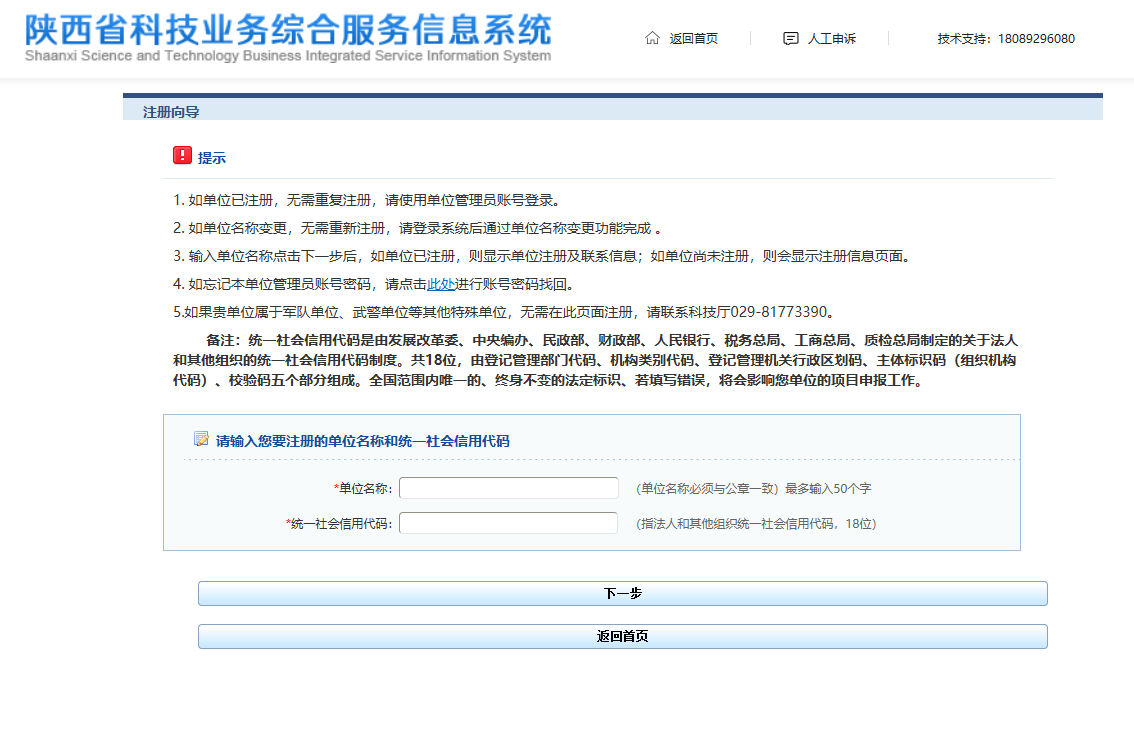 陕西省科技业务综合服务信息系统
Shaanxi Science and Technology Business Integrated Service Information System
返回首页
人工申诉
技术支持：18089296080
注册向导
提示
1. 如单位已注册，无需重复注册，请使用单位管理员账号登录。
2. 如单位名称变更，无需重新注册，请登录系统后通过单位名称变更功能完成 。
3. 输入单位名称点击下一步后，如单位已注册，则显示单位注册及联系信息；如单位尚未注册，则会显示注册信息页面。
4. 如忘记本单位管理员账号密码，请点击此处进行账号密码找回。
5.如果贵单位属于军队单位、武警单位等其他特殊单位，无需在此页面注册，请联系科技厅029-81773390。
备注：统一社会信用代码是由发展改革委、中央编办、民政部、财政部、人民银行、税务总局、工商总局、质检总局制定的关于法人
和其他组织的统一社会信用代码制度。共18位，由登记管理部门代码、机构类别代码、登记管理机关行政区划码、主体标识码（组织机构
代码）、校验码五个部分组成。全国范围内唯一的、终身不变的法定标识、若填写错误，将会影响您单位的项目申报工作。
请输入您要注册的单位名称和统一社会信用代码
*单位名称： （单位名称必须与公章一致）最多输入50个字
*统一社会信用代码： （指法人和其他组织统一社会信用代码，18位）
下一步
返回首页